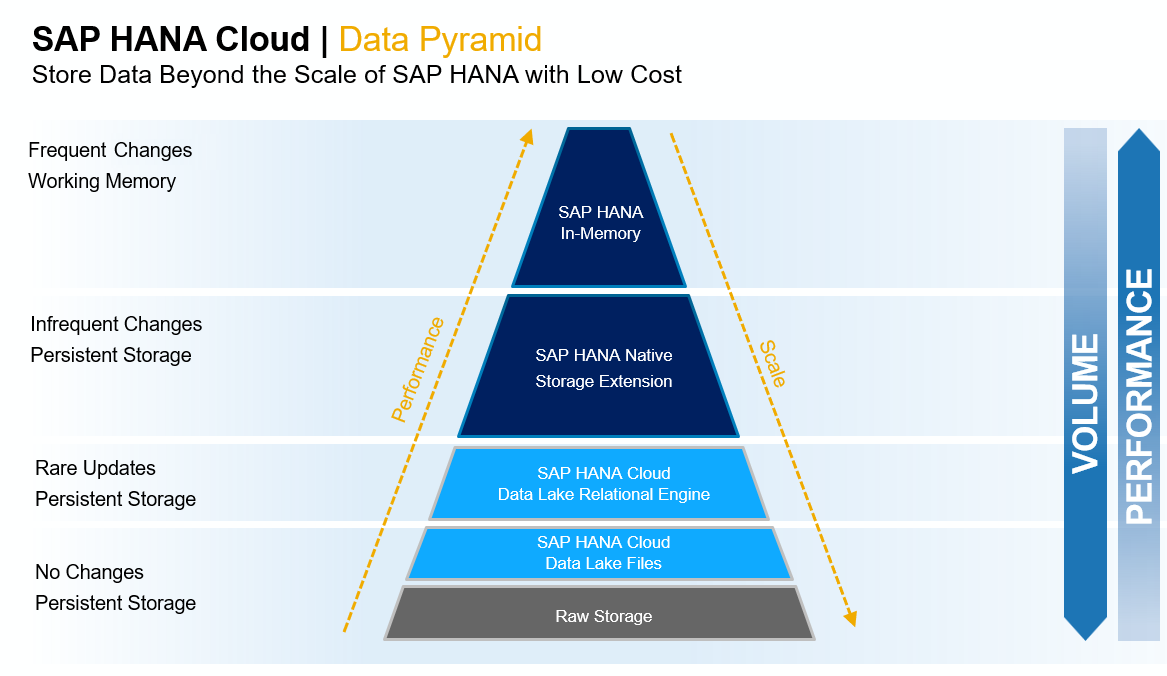 SAP HANA Cloud | Data Pyramid
Store Data Beyond the Scale of SAP HANA with Low Cost
Frequent Changes
Working Memory
SAP HANA
In-Memory
Infrequent Changes
Persistent Storage
SAP HANA Native
Storage Extension
Performance
Scale
Rare Updates
Persistent Storage
SAP HANA Cloud
Data Lake Relational Engine
No Changes
Persistent Storage
SAP HANA Cloud
Data Lake Files
Raw Storage
VOLUME
PERFORMANCE